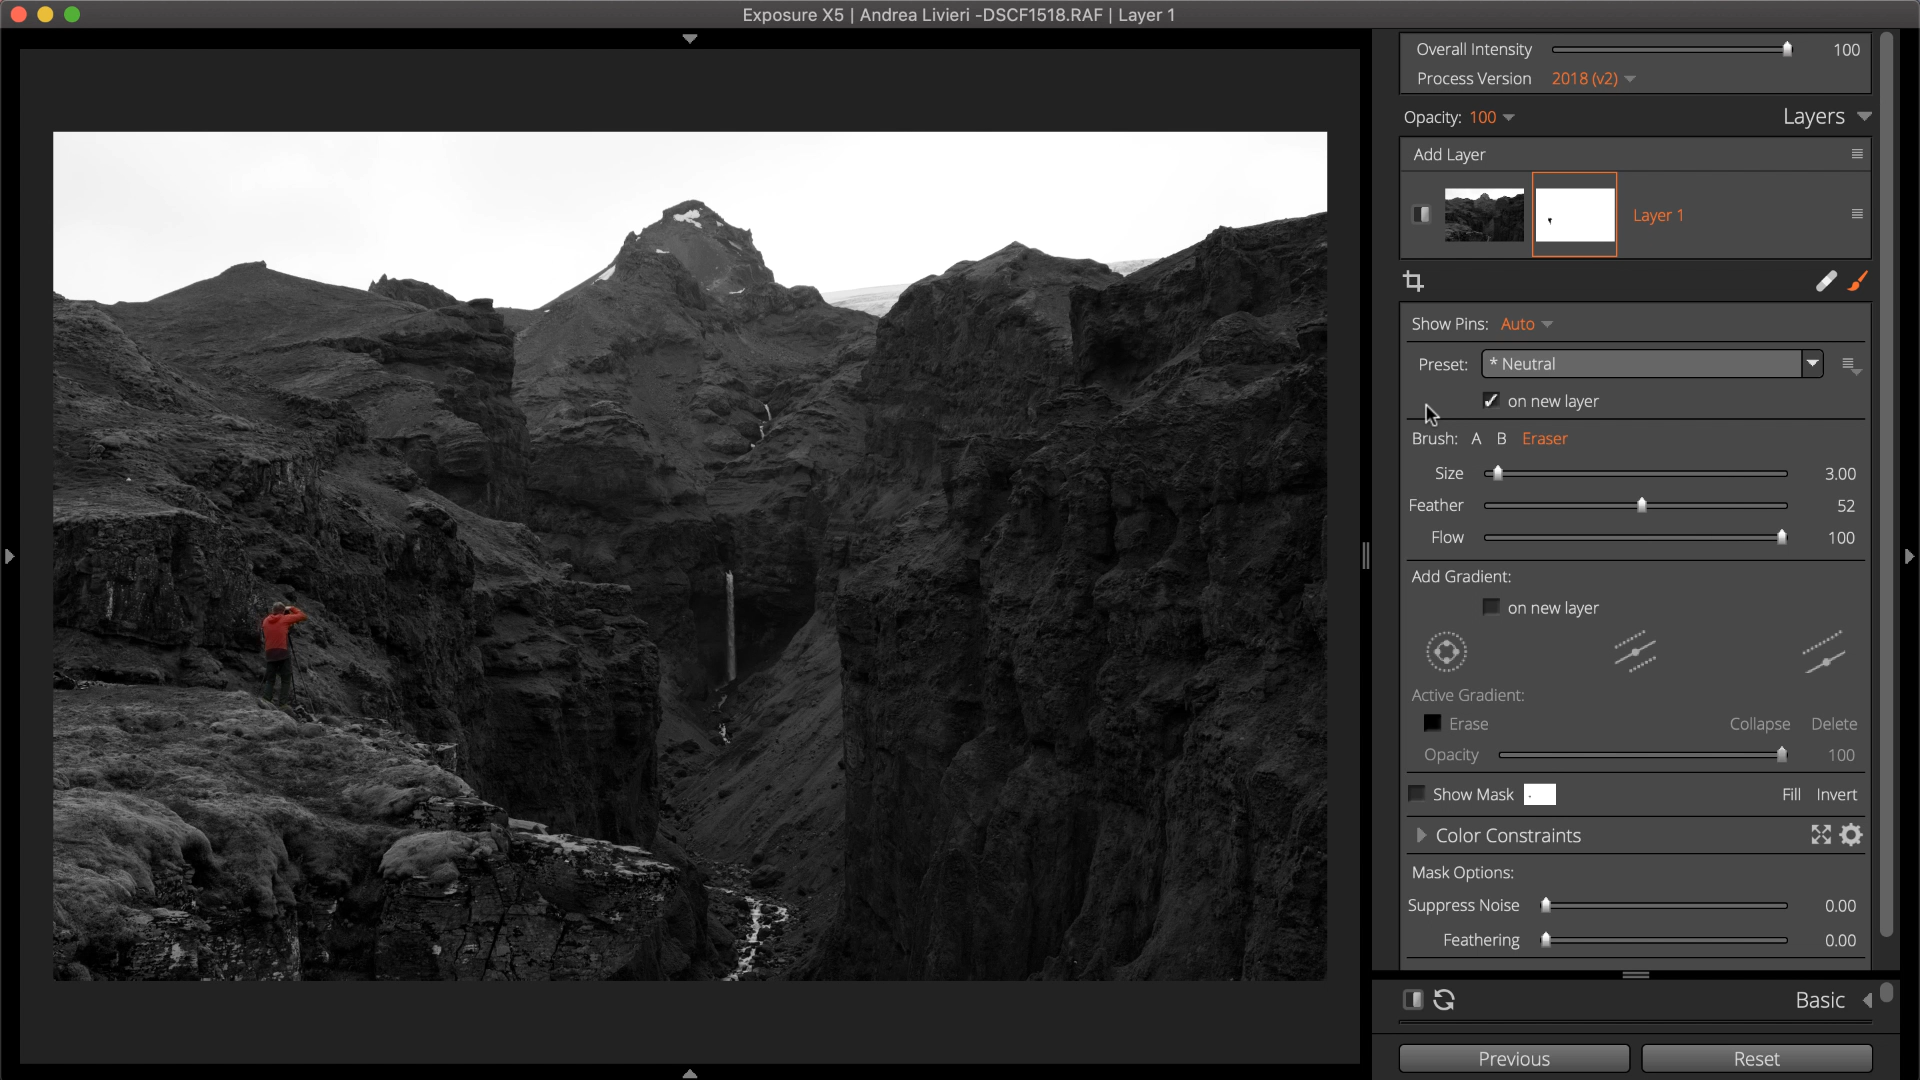 Exposure X5 | Andrea Livieri -DSCF1518.RAF | Layer 1
Overall Intensity 100
Process Version 2018 (v2)
Opacity: 100 Layers
Add Layer
Layer 1
Show Pins: Auto
Preset: * Neutral
on new layer
Brush: A B Eraser
Size 3.00
Feather 52
Flow 100
Add Gradient:
on new layer
Active Gradient:
Erase Collapse Delete
Opacity 100
Show Mask Fill Invert
Color Constraints
Mask Options:
Suppress Noise 0.00
Feathering 0.00
Basic
Previous Reset